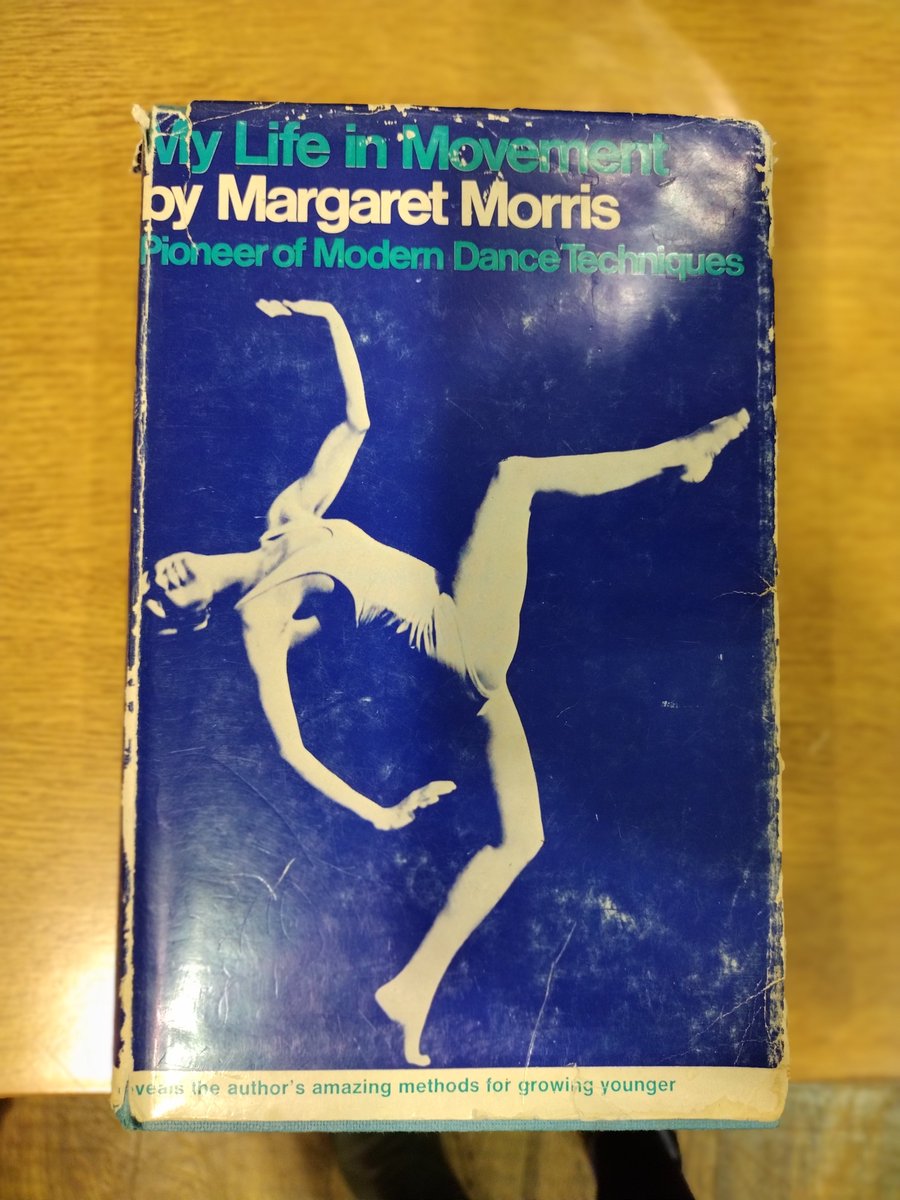 My Life in Movement
by Margaret Morris
Pioneer of Modern Dance Techniques
veals the author's amazing methods for growing younger